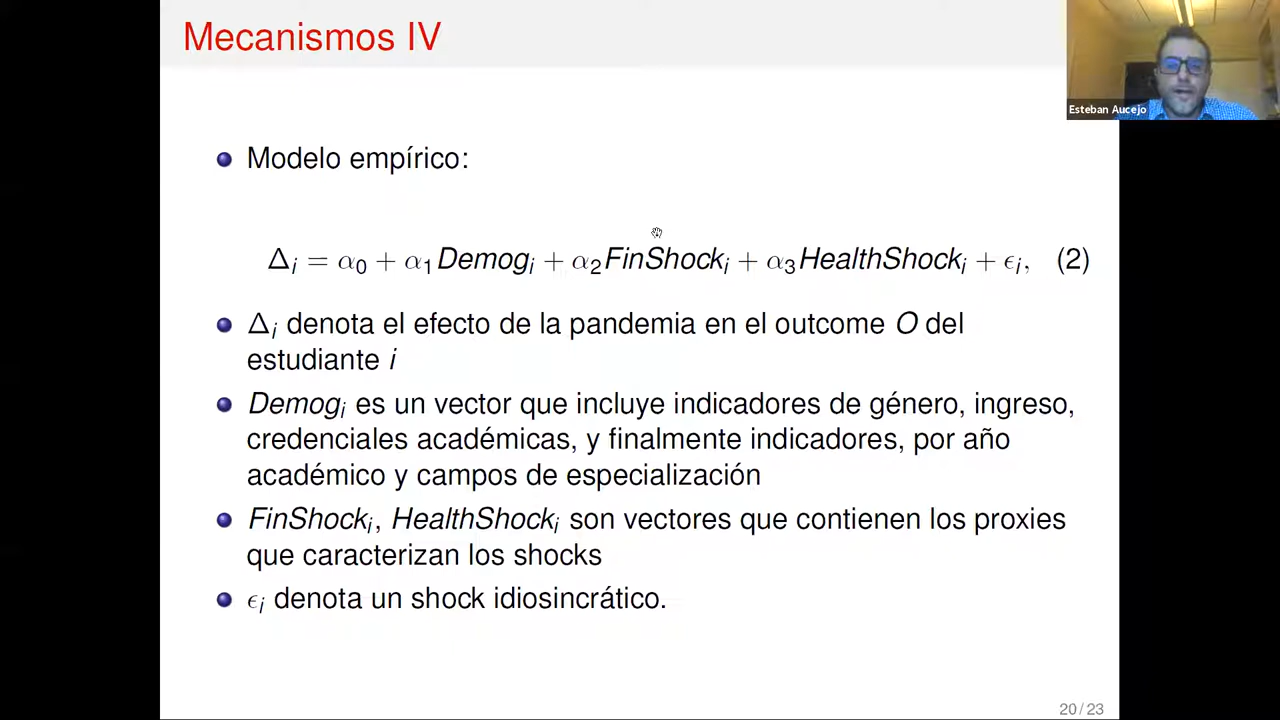 Mecanismos IV
Esteban Aucejo
Modelo empírico:
Δi = α0 + α1Demogi + α2FinShocki + α3HealthShocki + ϵi, (2)
Δi denota el efecto de la pandemia en el outcome O del
estudiante i
Demogi es un vector que incluye indicadores de género, ingreso,
credenciales académicas, y finalmente indicadores, por año
académico y campos de especialización
FinShocki, HealthShocki son vectores que contienen los proxies
que caracterizan los shocks
ϵi denota un shock idiosincrático.
20 / 23